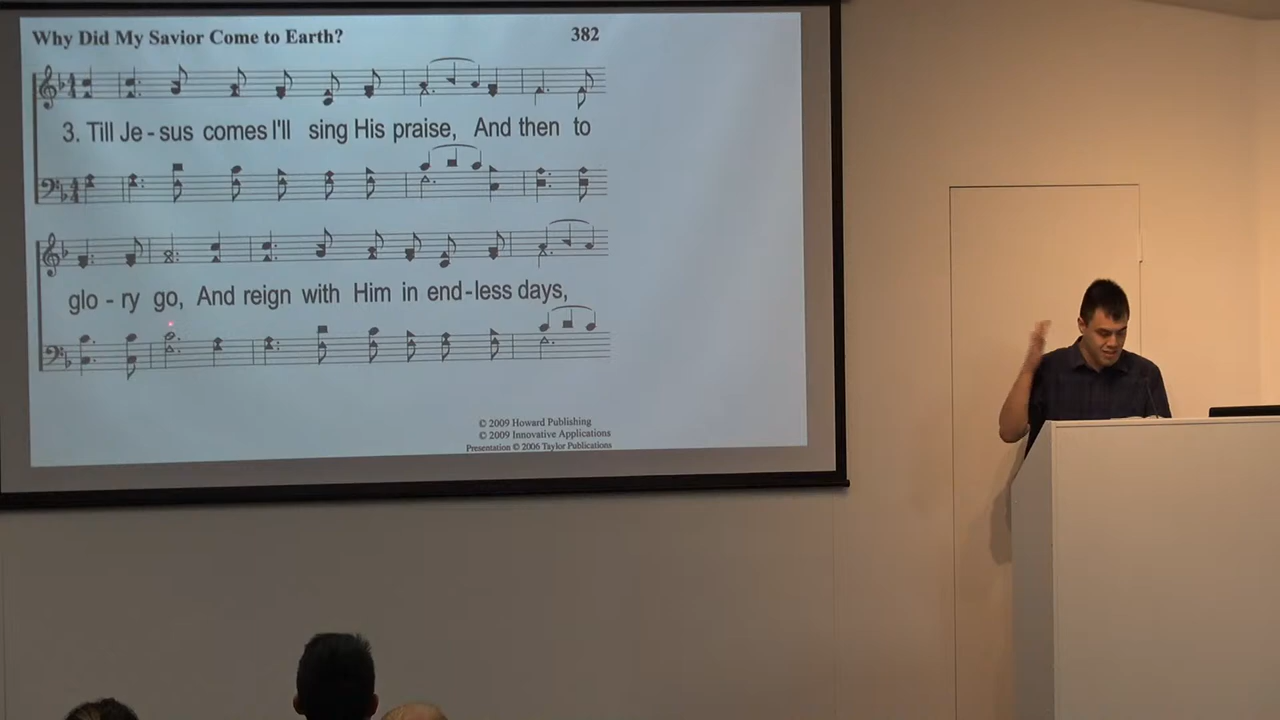 Why Did My Savior Come to Earth? 382
3. Till Je - sus comes I'll sing His praise, And then to
glo - ry go, And reign with Him in end - less days,
© 2009 Howard Publishing
© 2009 Innovative Applications
Presentation © 2006 Taylor Publications